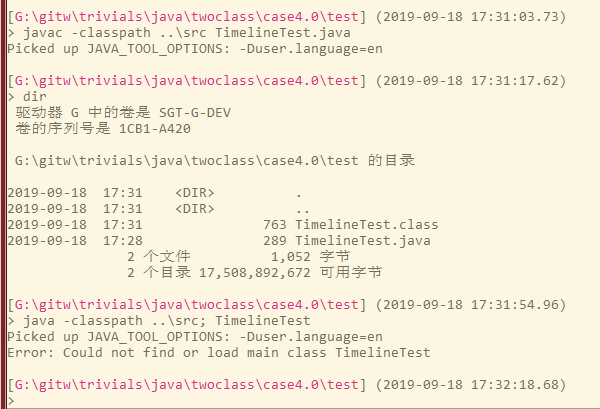 [G:\gitw\trivials\java\twoclass\case4.0\test] (2019-09-18 17:31:03.73)
> javac -classpath ..\src TimelineTest.java
Picked up JAVA_TOOL_OPTIONS: -Duser.language=en
[G:\gitw\trivials\java\twoclass\case4.0\test] (2019-09-18 17:31:17.62)
> dir
驱动器 G 中的卷是 SGT-G-DEV
卷的序列号是 1CB1-A420
G:\gitw\trivials\java\twoclass\case4.0\test 的目录
2019-09-18  17:31    <DIR>          .
2019-09-18  17:31    <DIR>          ..
2019-09-18  17:31               763 TimelineTest.class
2019-09-18  17:28               289 TimelineTest.java
2 个文件          1,052 字节
2 个目录 17,508,892,672 可用字节
[G:\gitw\trivials\java\twoclass\case4.0\test] (2019-09-18 17:31:54.96)
> java -classpath ..\src; TimelineTest
Picked up JAVA_TOOL_OPTIONS: -Duser.language=en
Error: Could not find or load main class TimelineTest
[G:\gitw\trivials\java\twoclass\case4.0\test] (2019-09-18 17:32:18.68)
>